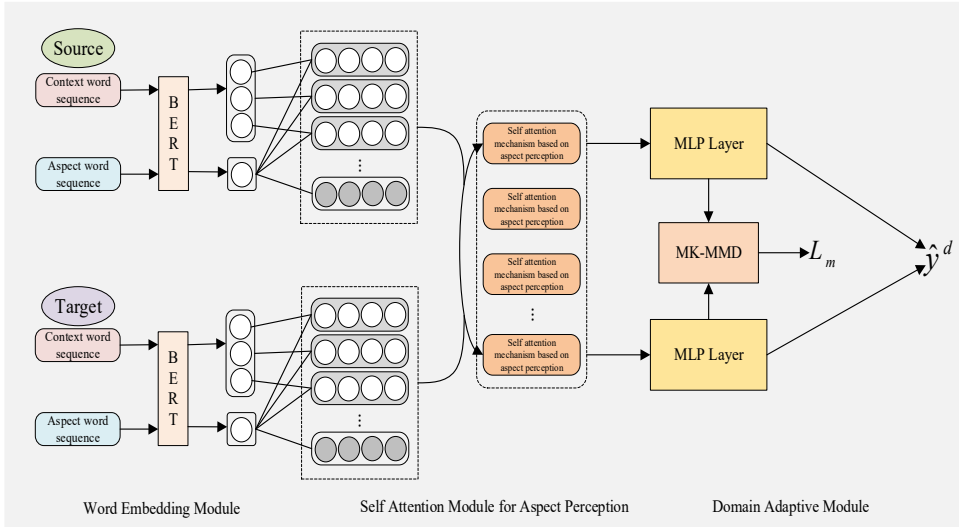 Source
Context word
sequence
Aspect word
sequence
B
E
R
T
Target
Context word
sequence
Aspect word
sequence
B
E
R
T
Self attention
mechanism based on
aspect perception
Self attention
mechanism based on
aspect perception
Self attention
mechanism based on
aspect perception
Self attention
mechanism based on
aspect perception
MLP Layer
MK-MMD
L_m
MLP Layer
ŷ^d
Word Embedding Module
Self Attention Module for Aspect Perception
Domain Adaptive Module